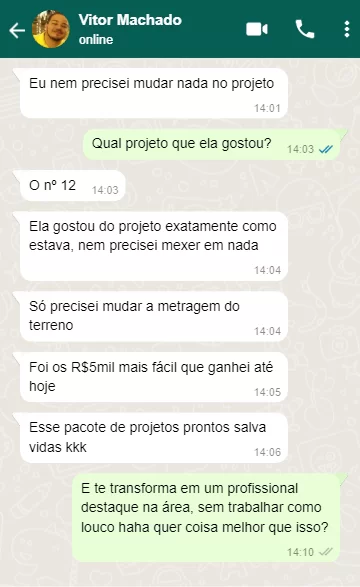 Vitor Machado
online
Eu nem precisei mudar nada no projeto
14:01
Qual projeto que ela gostou?
14:03
O nº 12
14:03
Ela gostou do projeto exatamente como
estava, nem precisei mexer em nada
14:04
Só precisei mudar a metragem do
terreno
14:04
Foi os R$5mil mais fácil que ganhei até
hoje
14:05
Esse pacote de projetos prontos salva
vidas kkk
14:06
E te transforma em um profissional
destaque na área, sem trabalhar como
louco haha quer coisa melhor que isso?
14:10